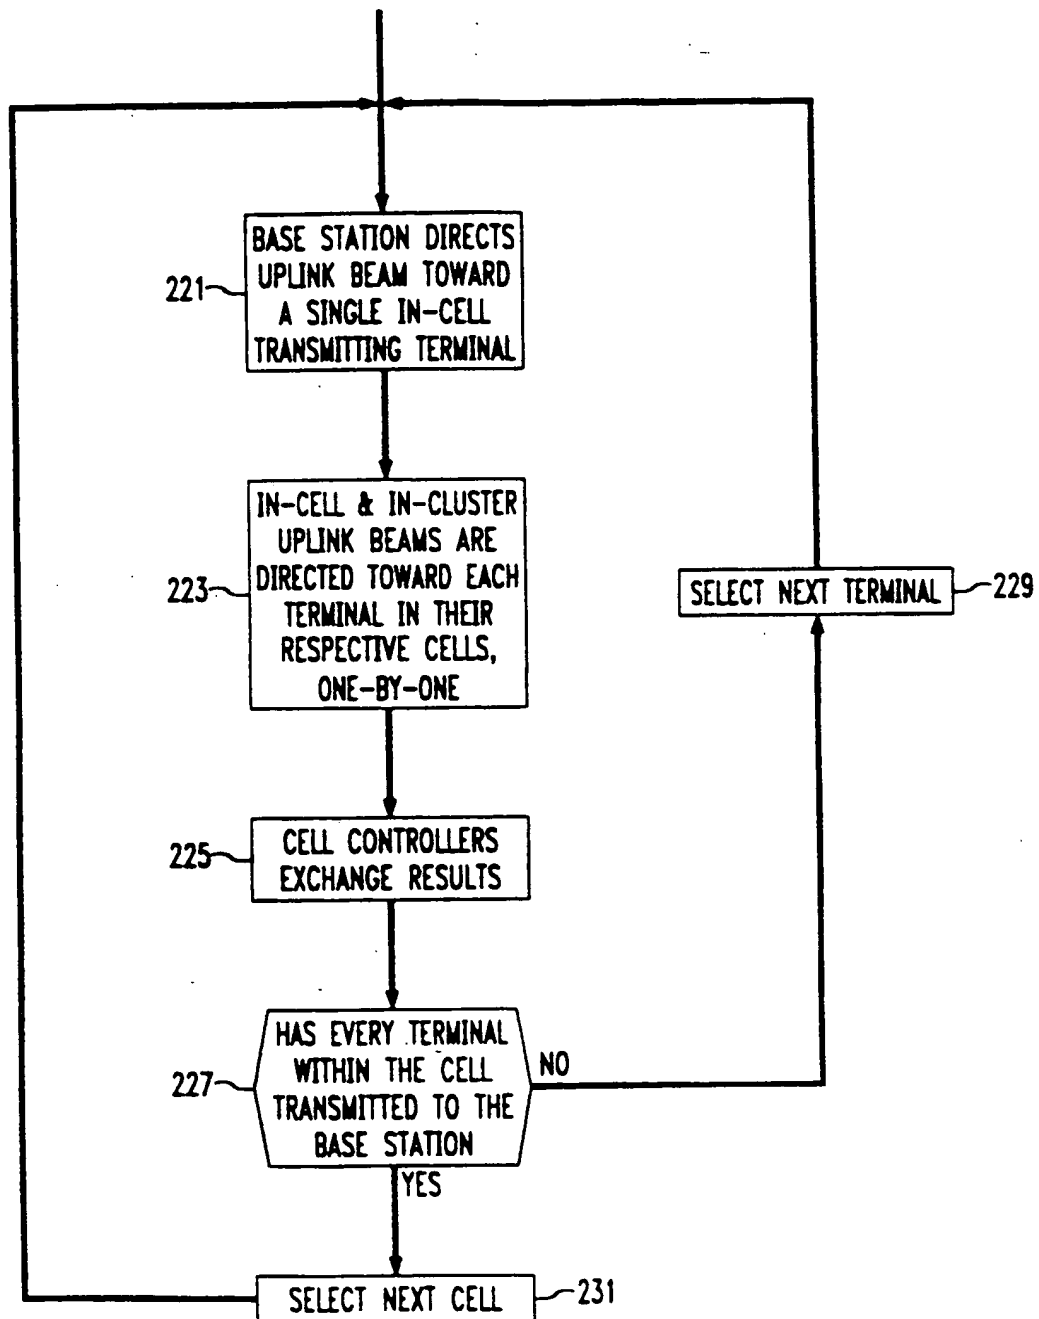 BASE STATION DIRECTS
UPLINK BEAM TOWARD
A SINGLE IN-CELL
TRANSMITTING TERMINAL
221
IN-CELL & IN-CLUSTER
UPLINK BEAMS ARE
DIRECTED TOWARD EACH
TERMINAL IN THEIR
RESPECTIVE CELLS,
ONE-BY-ONE
223
SELECT NEXT TERMINAL
229
CELL CONTROLLERS
EXCHANGE RESULTS
225
HAS EVERY TERMINAL
WITHIN THE CELL
TRANSMITTED TO THE
BASE STATION
227
NO
YES
SELECT NEXT CELL
231